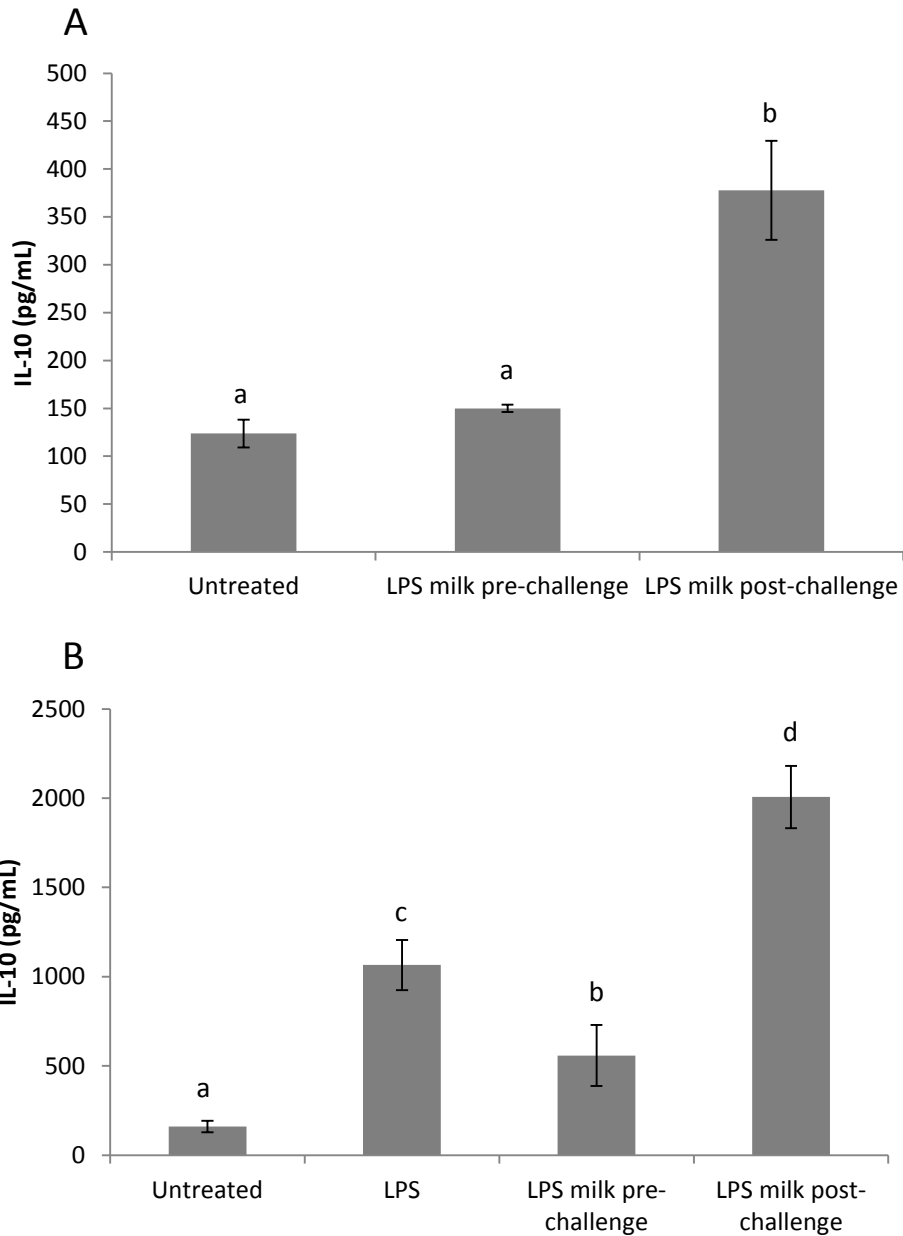 A
500
450
400
350
300
250
200
150
100
50
0
IL-10 (pg/mL)
a
a
b
Untreated
LPS milk pre-challenge
LPS milk post-challenge
B
2500
2000
1500
1000
500
0
IL-10 (pg/mL)
a
c
b
d
Untreated
LPS
LPS milk pre-
challenge
LPS milk post-
challenge